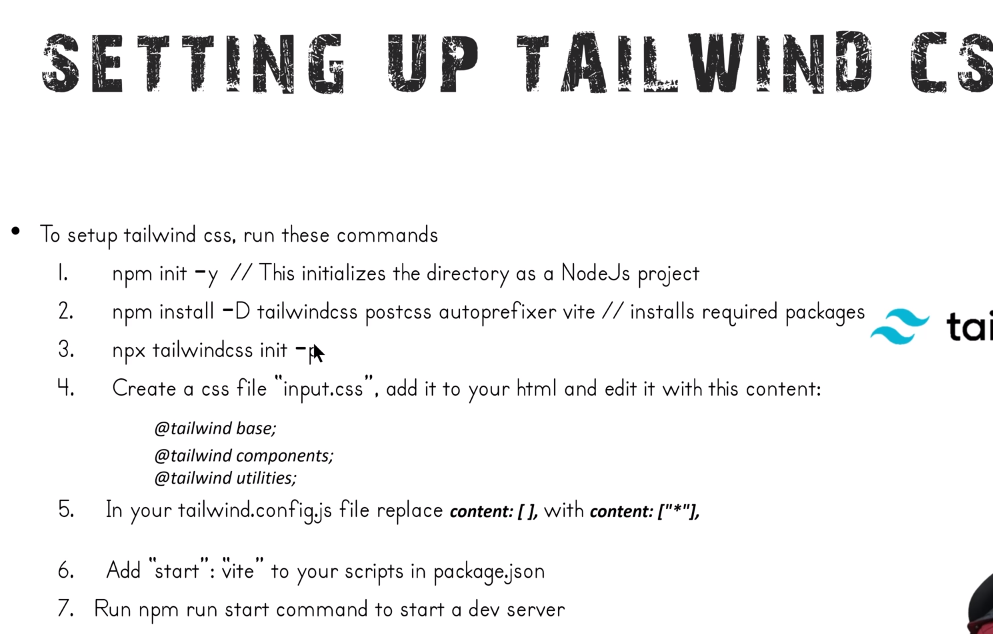 SETTING UP TAILWIND CS
• To setup tailwind css, run these commands
1. npm init -y // This initializes the directory as a NodeJs project
2. npm install -D tailwindcss postcss autoprefixer vite // installs required packages
tai
3. npx tailwindcss init -p
4. Create a css file "input.css", add it to your html and edit it with this content:
@tailwind base;
@tailwind components;
@tailwind utilities;
5. In your tailwind.config.js file replace content: [ ], with content: ["*"],
6. Add "start": "vite" to your scripts in package.json
7. Run npm run start command to start a dev server